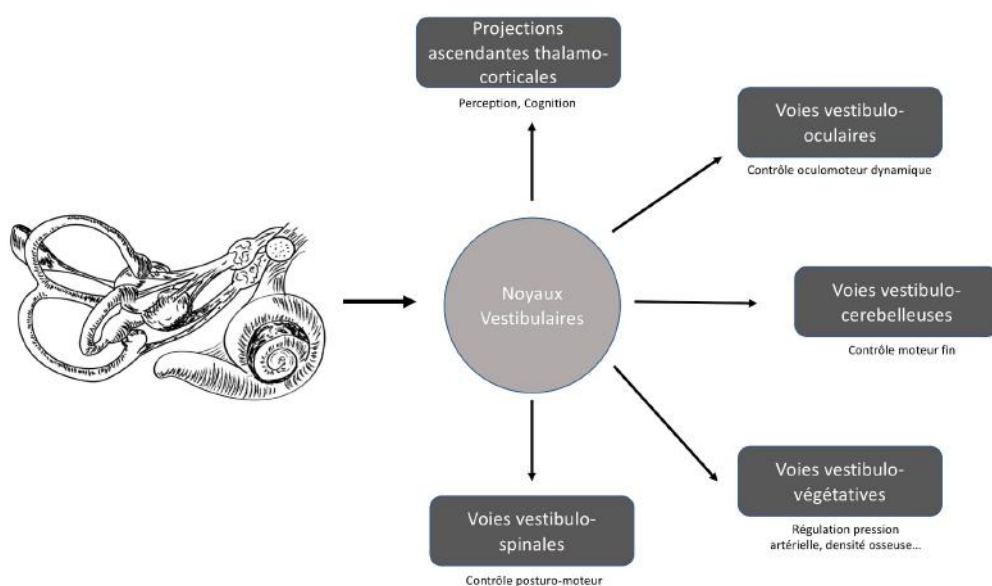 Projections
ascendantes thalamo-
corticales
Perception, Cognition
Voies vestibulo-
oculaires
Contrôle oculomoteur dynamique
Noyaux
Vestibulaires
Voies vestibulo-
cerebelleuses
Contrôle moteur fin
Voies vestibulo-
végétatives
Régulation pression
artérielle, densité osseuse...
Voies vestibulo-
spinales
Contrôle posturo-moteur